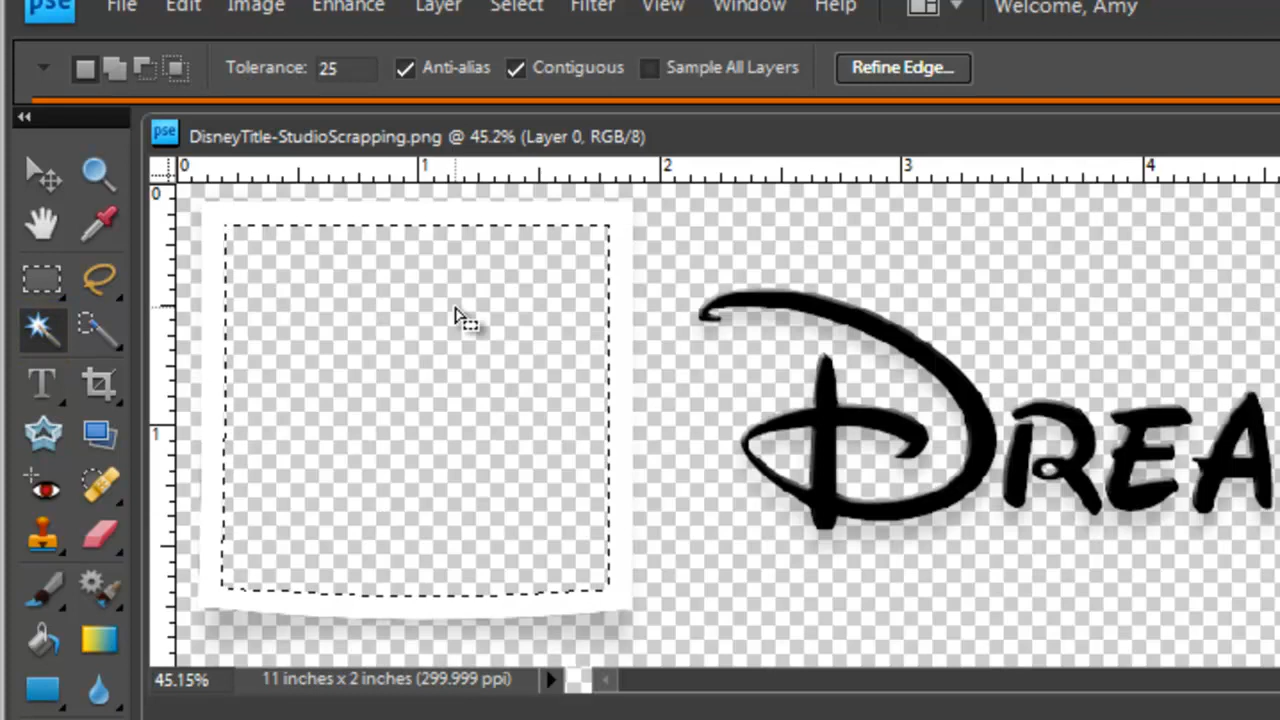 pse File Edit Image Enhance Layer Select Filter View Window Help Welcome, Amy
Tolerance: 25 Anti-alias Contiguous Sample All Layers Refine Edge...
pse DisneyTitle-StudioScrapping.png @ 45.2% (Layer 0, RGB/8)
0 1 2 3 4
0
1
DREA
T
45.15% 11 inches x 2 inches (299.999 ppi)